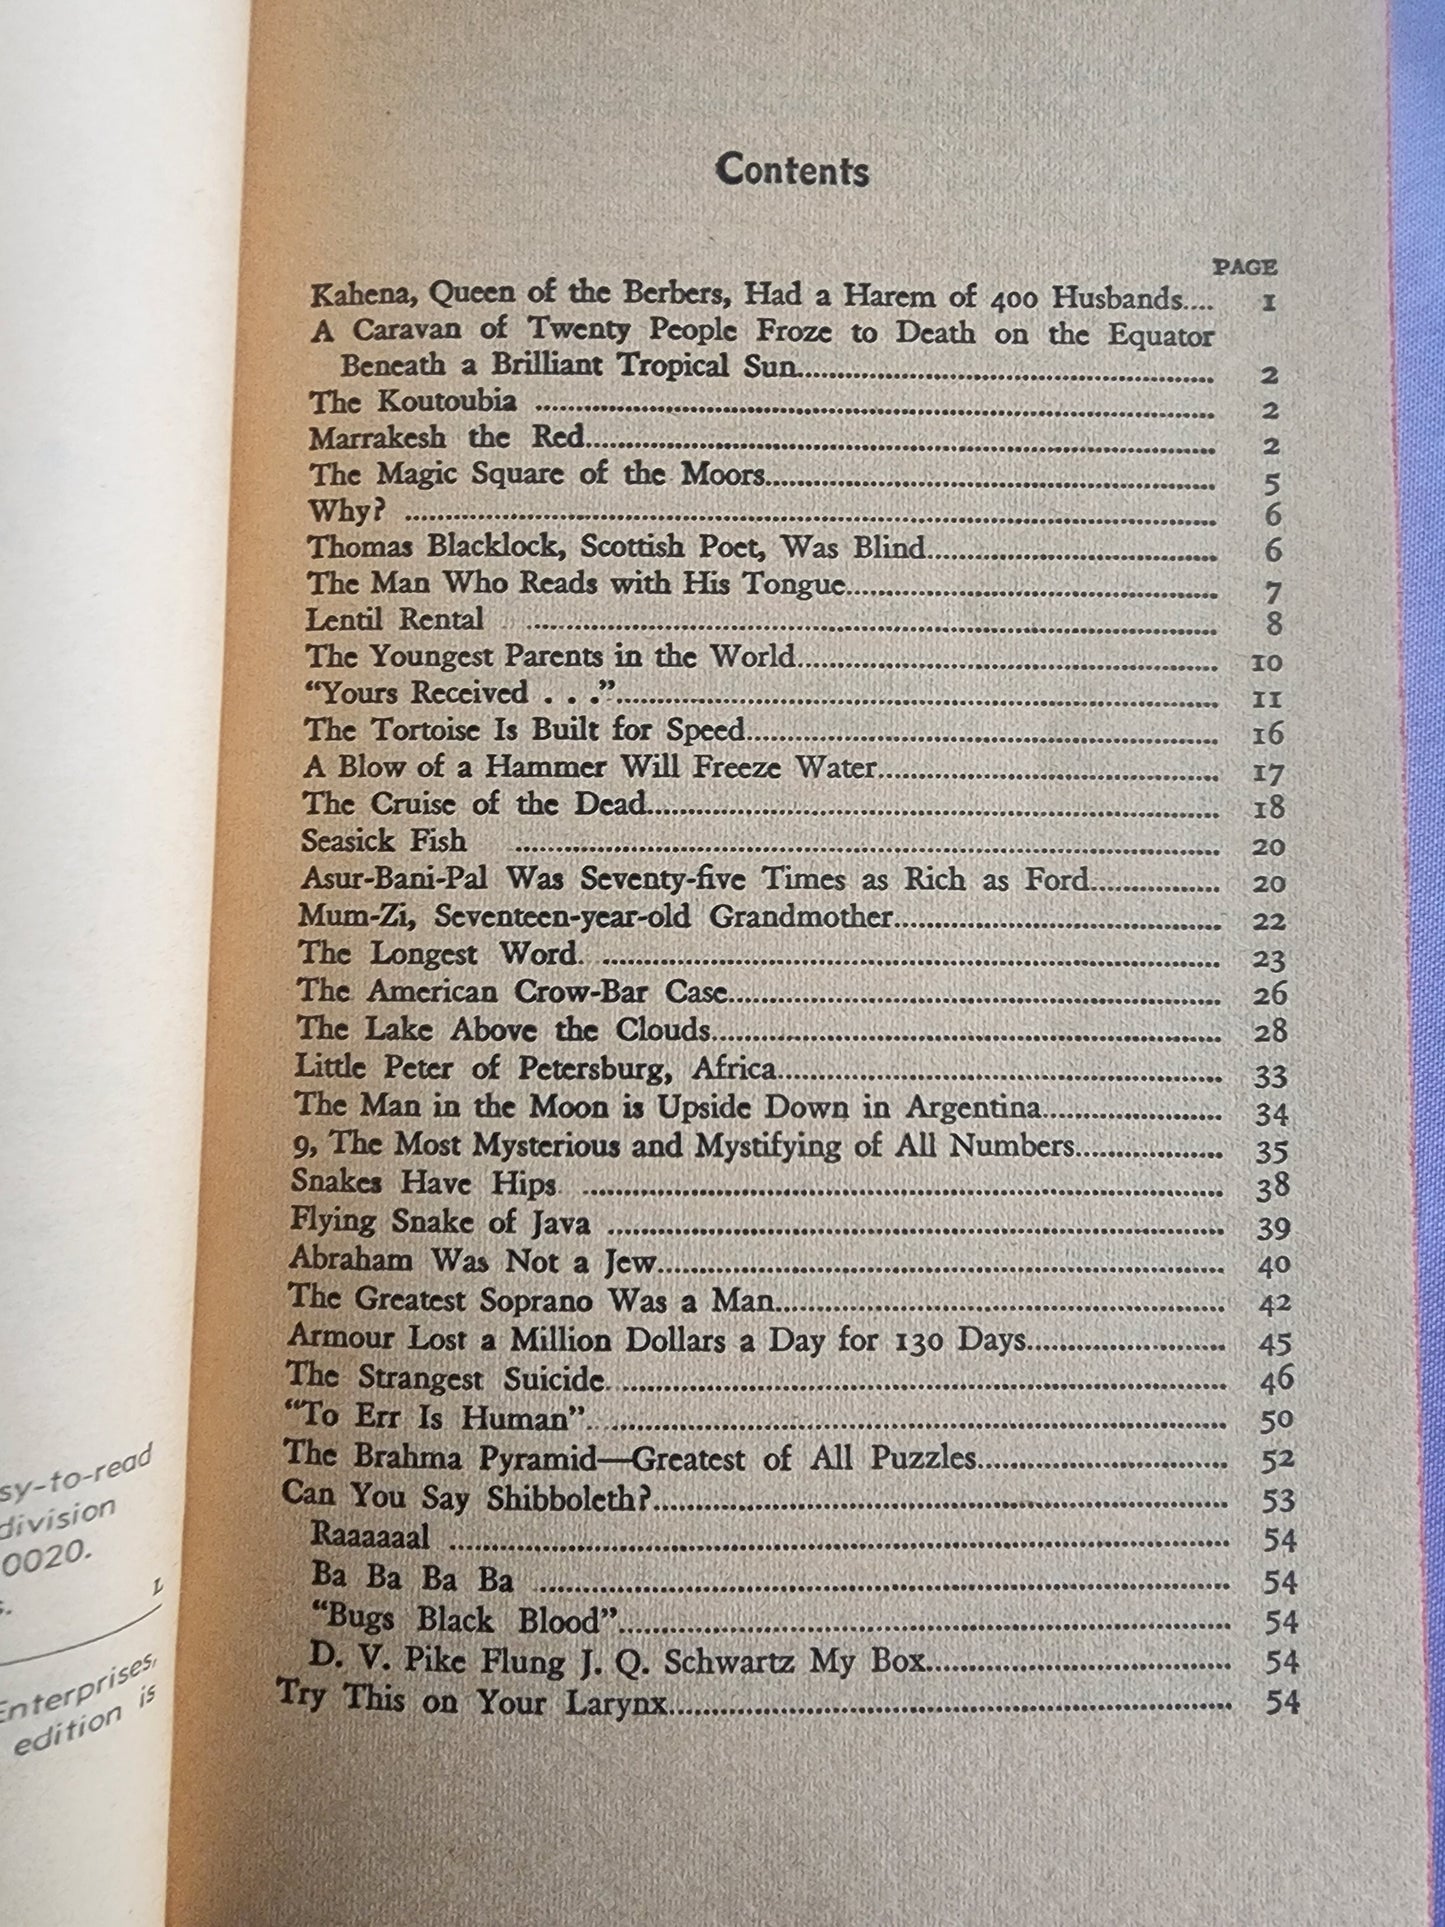 Contents
PAGE
Kahena, Queen of the Berbers, Had a Harem of 400 Husbands.... 1
A Caravan of Twenty People Froze to Death on the Equator
Beneath a Brilliant Tropical Sun........ 2
The Koutoubia ........ 2
Marrakesh the Red........ 2
The Magic Square of the Moors........ 5
Why? ........ 6
Thomas Blacklock, Scottish Poet, Was Blind........ 6
The Man Who Reads with His Tongue........ 7
Lentil Rental ........ 8
The Youngest Parents in the World........ 10
“Yours Received . . .”........ 11
The Tortoise Is Built for Speed........ 16
A Blow of a Hammer Will Freeze Water........ 17
The Cruise of the Dead........ 18
Seasick Fish ........ 20
Asur-Bani-Pal Was Seventy-five Times as Rich as Ford........ 20
Mum-Zi, Seventeen-year-old Grandmother........ 22
The Longest Word ........ 23
The American Crow-Bar Case........ 26
The Lake Above the Clouds........ 28
Little Peter of Petersburg, Africa........ 33
The Man in the Moon is Upside Down in Argentina........ 34
9, The Most Mysterious and Mystifying of All Numbers........ 35
Snakes Have Hips ........ 38
Flying Snake of Java ........ 39
Abraham Was Not a Jew........ 40
The Greatest Soprano Was a Man........ 42
Armour Lost a Million Dollars a Day for 130 Days........ 45
The Strangest Suicide........ 46
“To Err Is Human”........ 50
The Brahma Pyramid—Greatest of All Puzzles........ 52
Can You Say Shibboleth?........ 53
Raaaaaal ........ 54
Ba Ba Ba Ba ........ 54
“Bugs Black Blood”........ 54
D. V. Pike Flung J. Q. Schwartz My Box........ 54
Try This on Your Larynx........ 54
sy-to-read
division
0020.
s.
L
Enterprises,
edition is